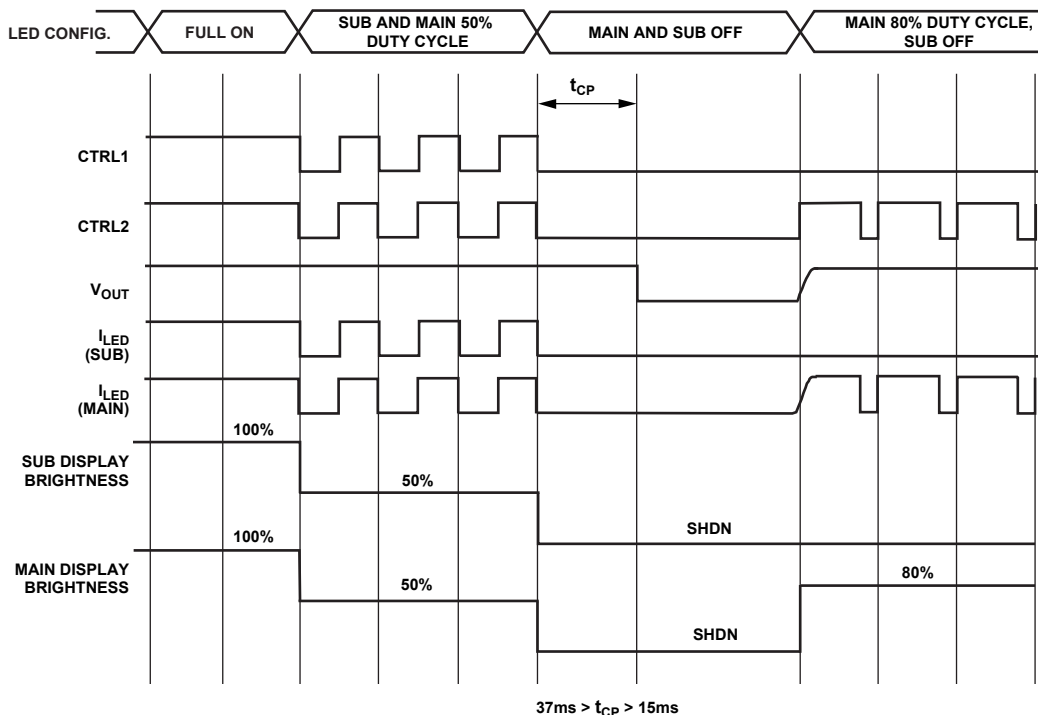 LED CONFIG.
FULL ON
SUB AND MAIN 50%
DUTY CYCLE
MAIN AND SUB OFF
MAIN 80% DUTY CYCLE,
SUB OFF
tCP
CTRL1
CTRL2
VOUT
ILED
(SUB)
ILED
(MAIN)
100%
SUB DISPLAY
BRIGHTNESS
50%
SHDN
100%
MAIN DISPLAY
BRIGHTNESS
50%
80%
SHDN
37ms > tCP > 15ms